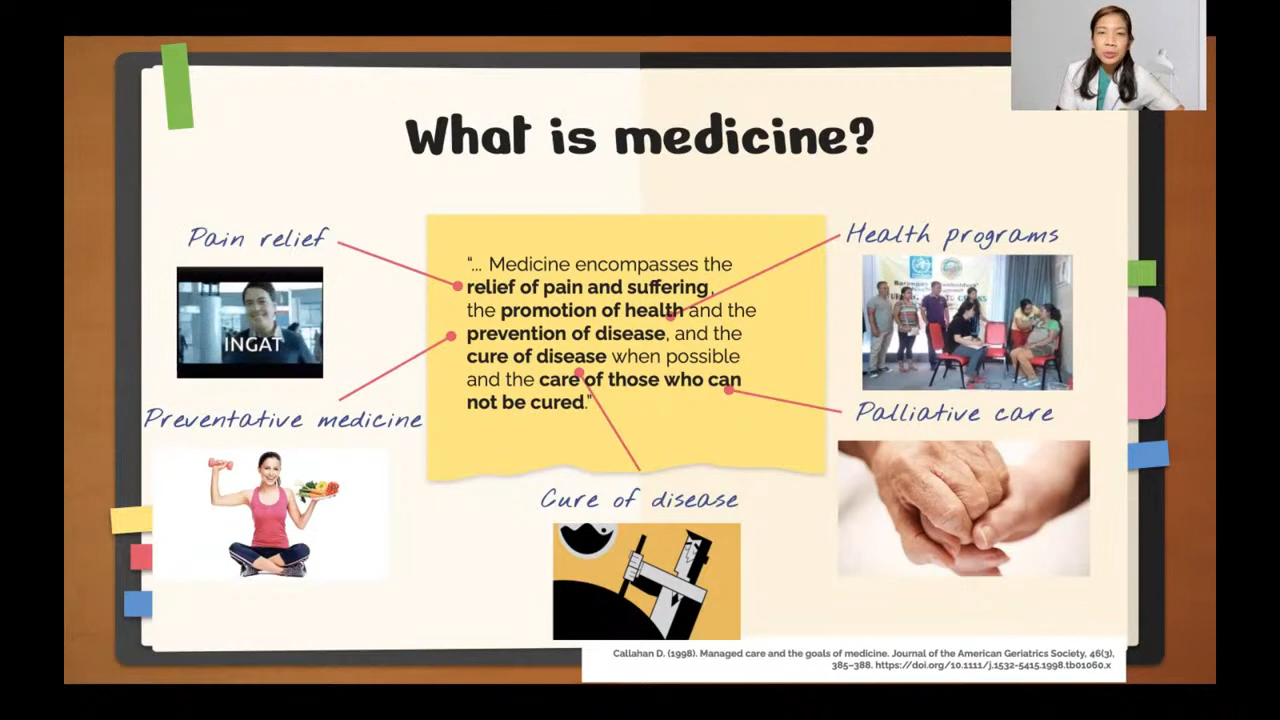 What is medicine?
Pain relief
INGAT
Preventative medicine
“... Medicine encompasses the
relief of pain and suffering,
the promotion of health and the
prevention of disease, and the
cure of disease when possible
and the care of those who can
not be cured.”
Cure of disease
Health programs
Palliative care
Callahan D. (1998). Managed care and the goals of medicine. Journal of the American Geriatrics Society, 46(3),
385–388. https://doi.org/10.1111/j.1532-5415.1998.tb01060.x